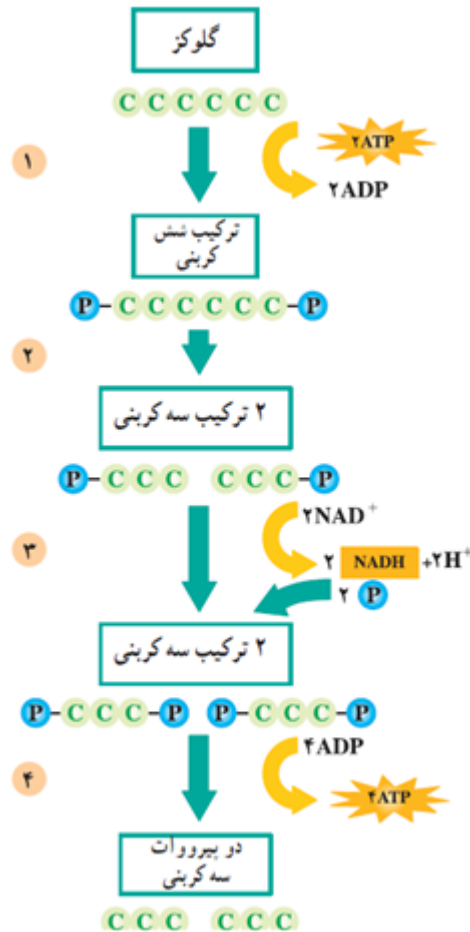 گلوکز
C C C C C C
۱
۲ATP
۲ADP
ترکیب شش
کربنی
P-C C C C C C-P
۲
۲ ترکیب سه کربنی
P-C C C C C C-P
۲NAD+
۳
۲ NADH +۲H+
۲ P
۲ ترکیب سه کربنی
P-C C C-P P-C C C-P
۴ADP
۴
۴ATP
دو پیرووات
سه کربنی
C C C C C C